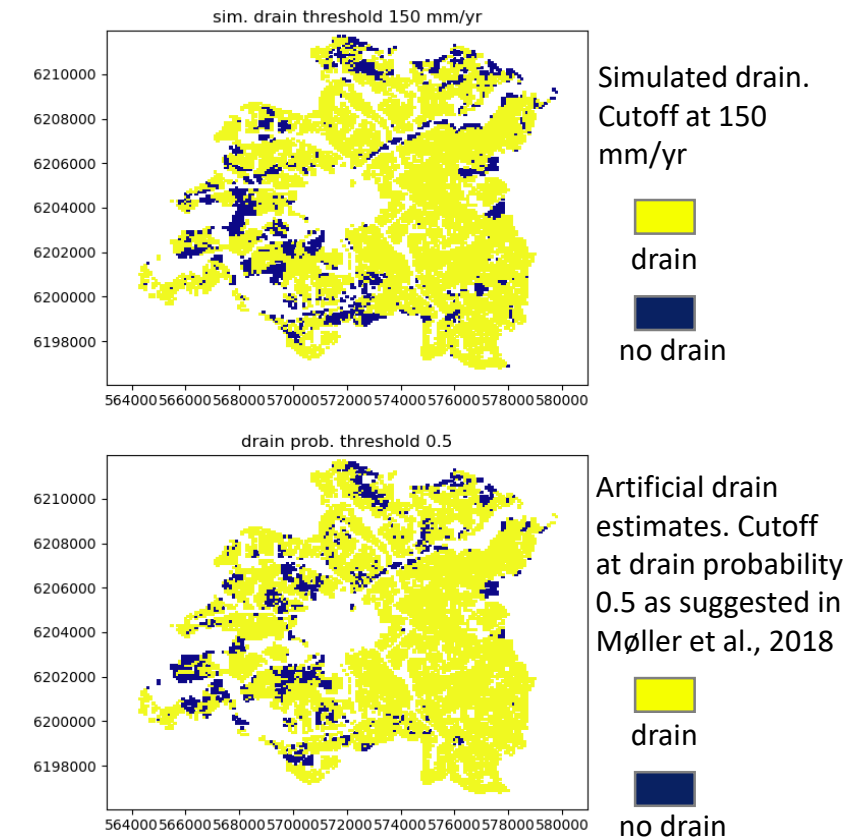 sim. drain threshold 150 mm/yr
6210000
6208000
6206000
6204000
6202000
6200000
6198000
564000566000568000570000572000574000576000578000580000
Simulated drain.
Cutoff at 150
mm/yr
drain
no drain
drain prob. threshold 0.5
6210000
6208000
6206000
6204000
6202000
6200000
6198000
564000566000568000570000572000574000576000578000580000
Artificial drain
estimates. Cutoff
at drain probability
0.5 as suggested in
Møller et al., 2018
drain
no drain